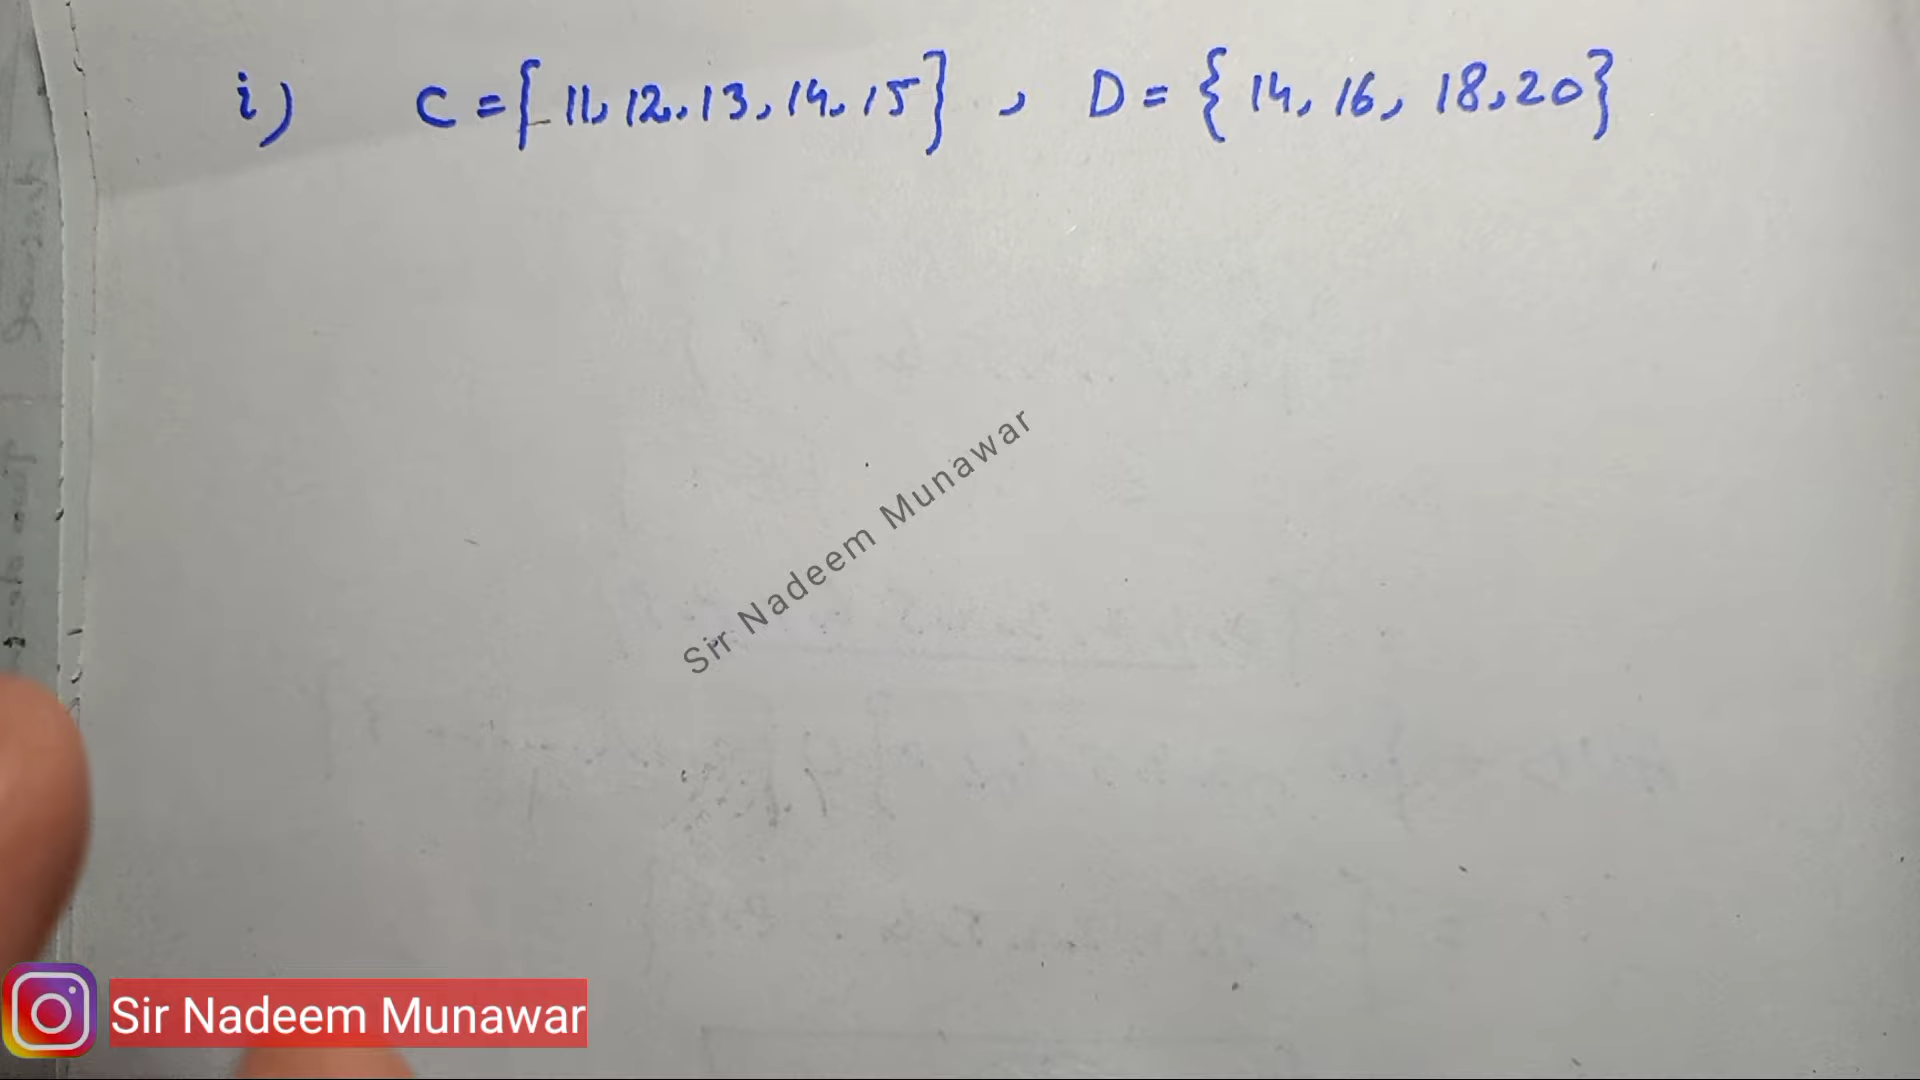 i) C = { 11, 12, 13, 14, 15 } , D = { 14, 16, 18, 20 }
Sir Nadeem Munawar
Sir Nadeem Munawar